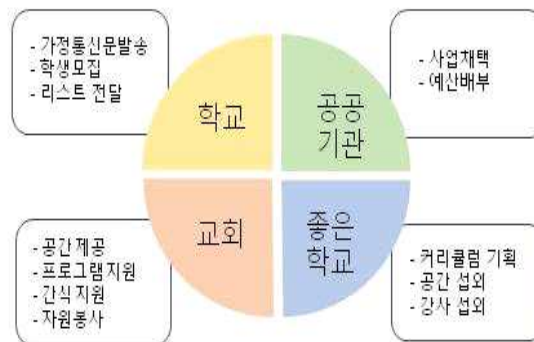 - 가정통신문발송
- 학생모집
- 리스트 전달
- 사업채택
- 예산배부
학교
공공
기관
교회
좋은
학교
- 공간제공
- 프로그램지원
- 간식지원
- 자원봉사
- 커리큘럼 기획
- 공간 섭외
- 강사 섭외